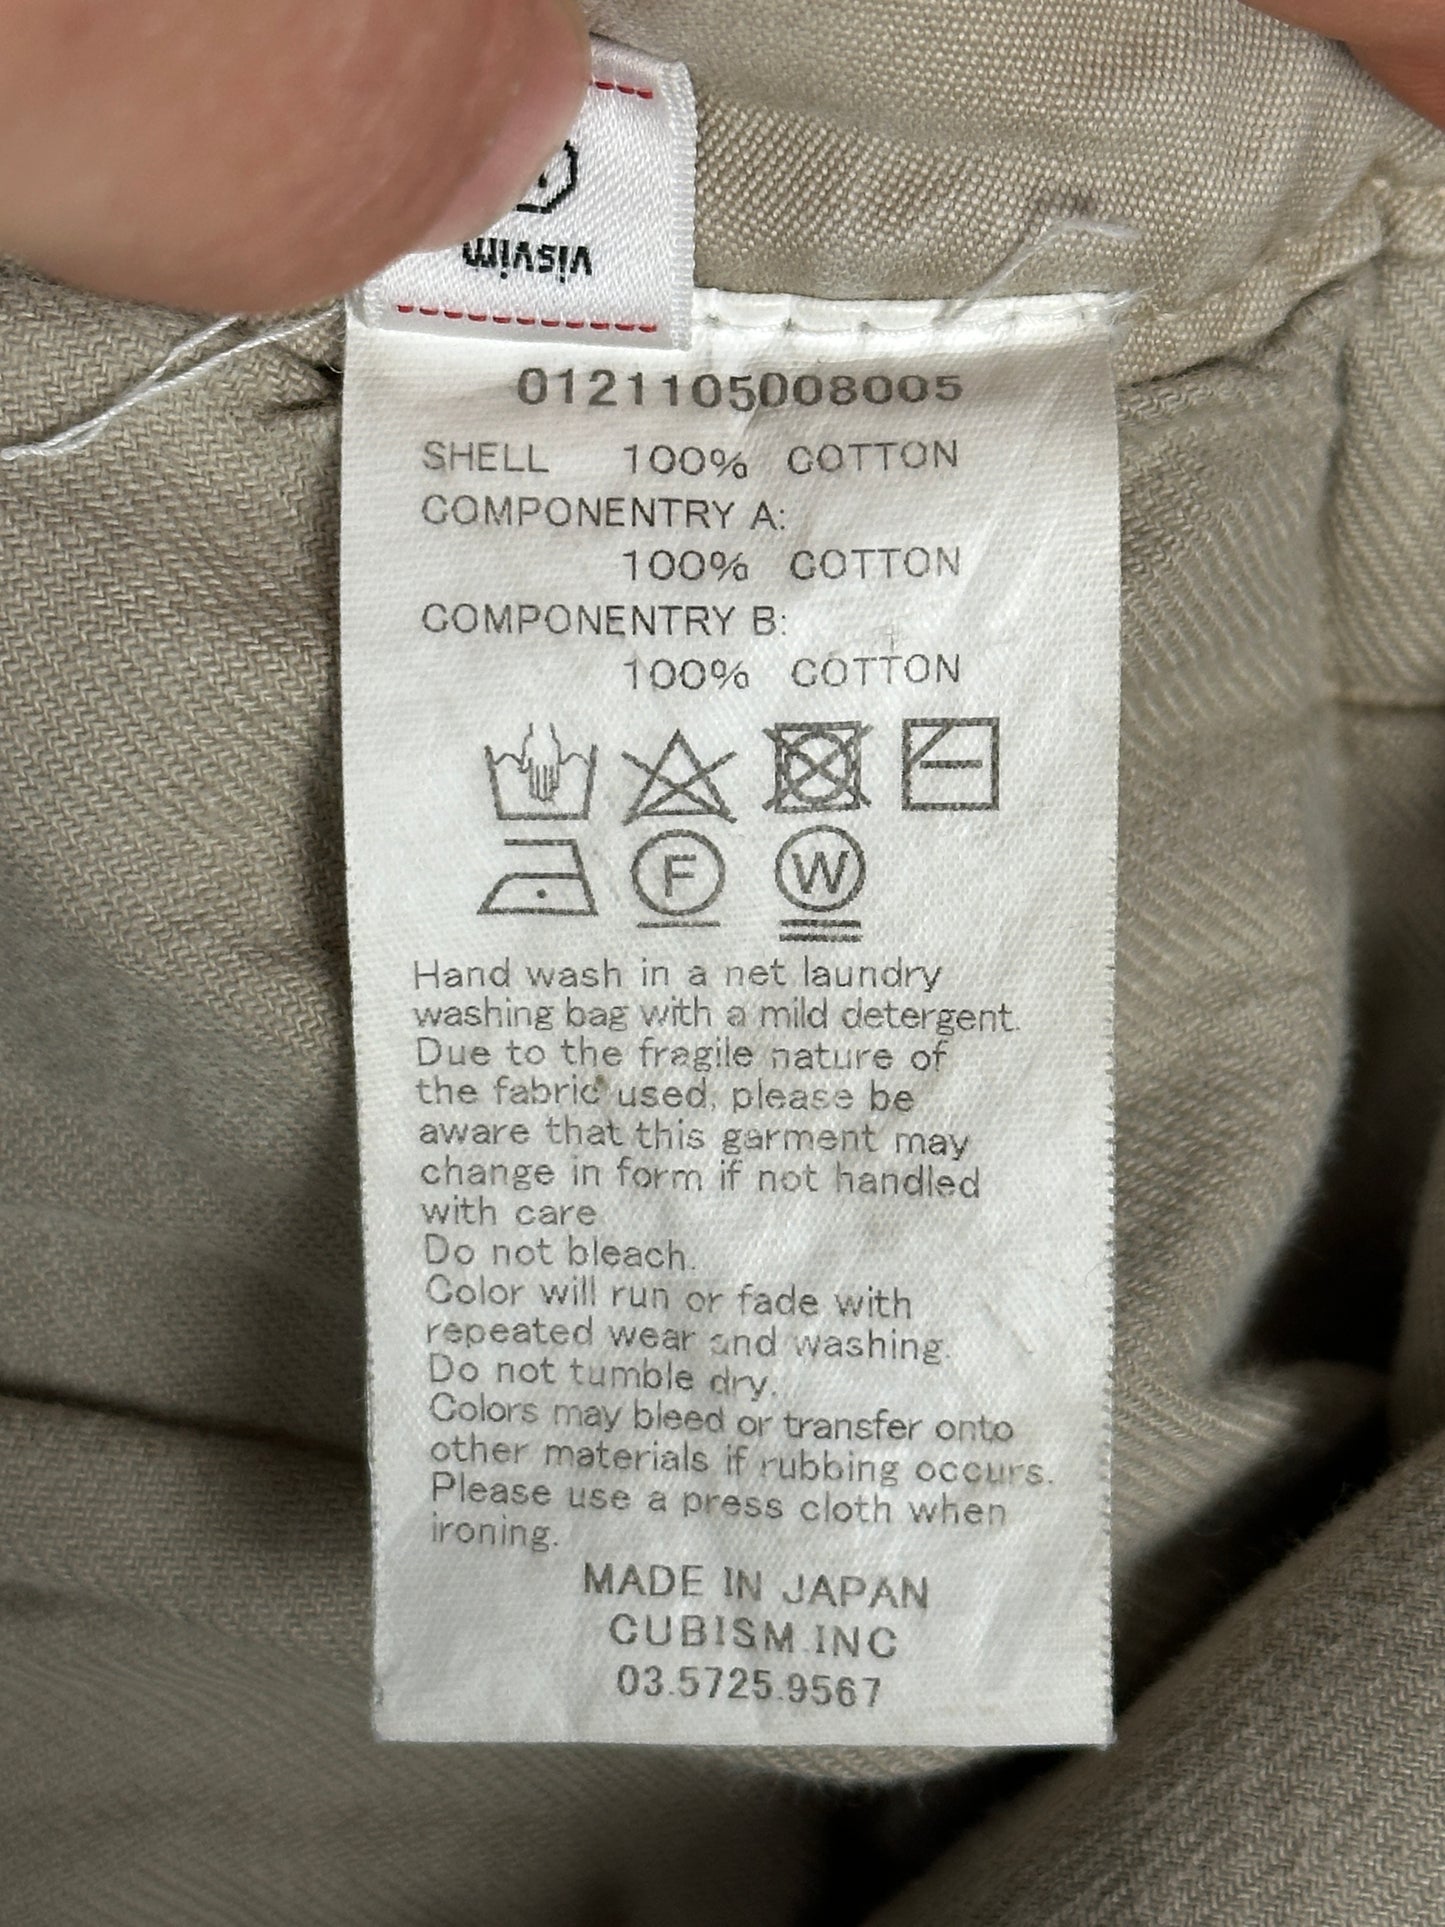 visvim
0121105008005
SHELL 100% COTTON
COMPONENTRY A:
100% COTTON
COMPONENTRY B:
100% COTTON
F W
Hand wash in a net laundry
washing bag with a mild detergent.
Due to the fragile nature of
the fabric used, please be
aware that this garment may
change in form if not handled
with care
Do not bleach.
Color will run or fade with
repeated wear and washing.
Do not tumble dry.
Colors may bleed or transfer onto
other materials if rubbing occurs.
Please use a press cloth when
ironing.
MADE IN JAPAN
CUBISM.INC
03.5725.9567